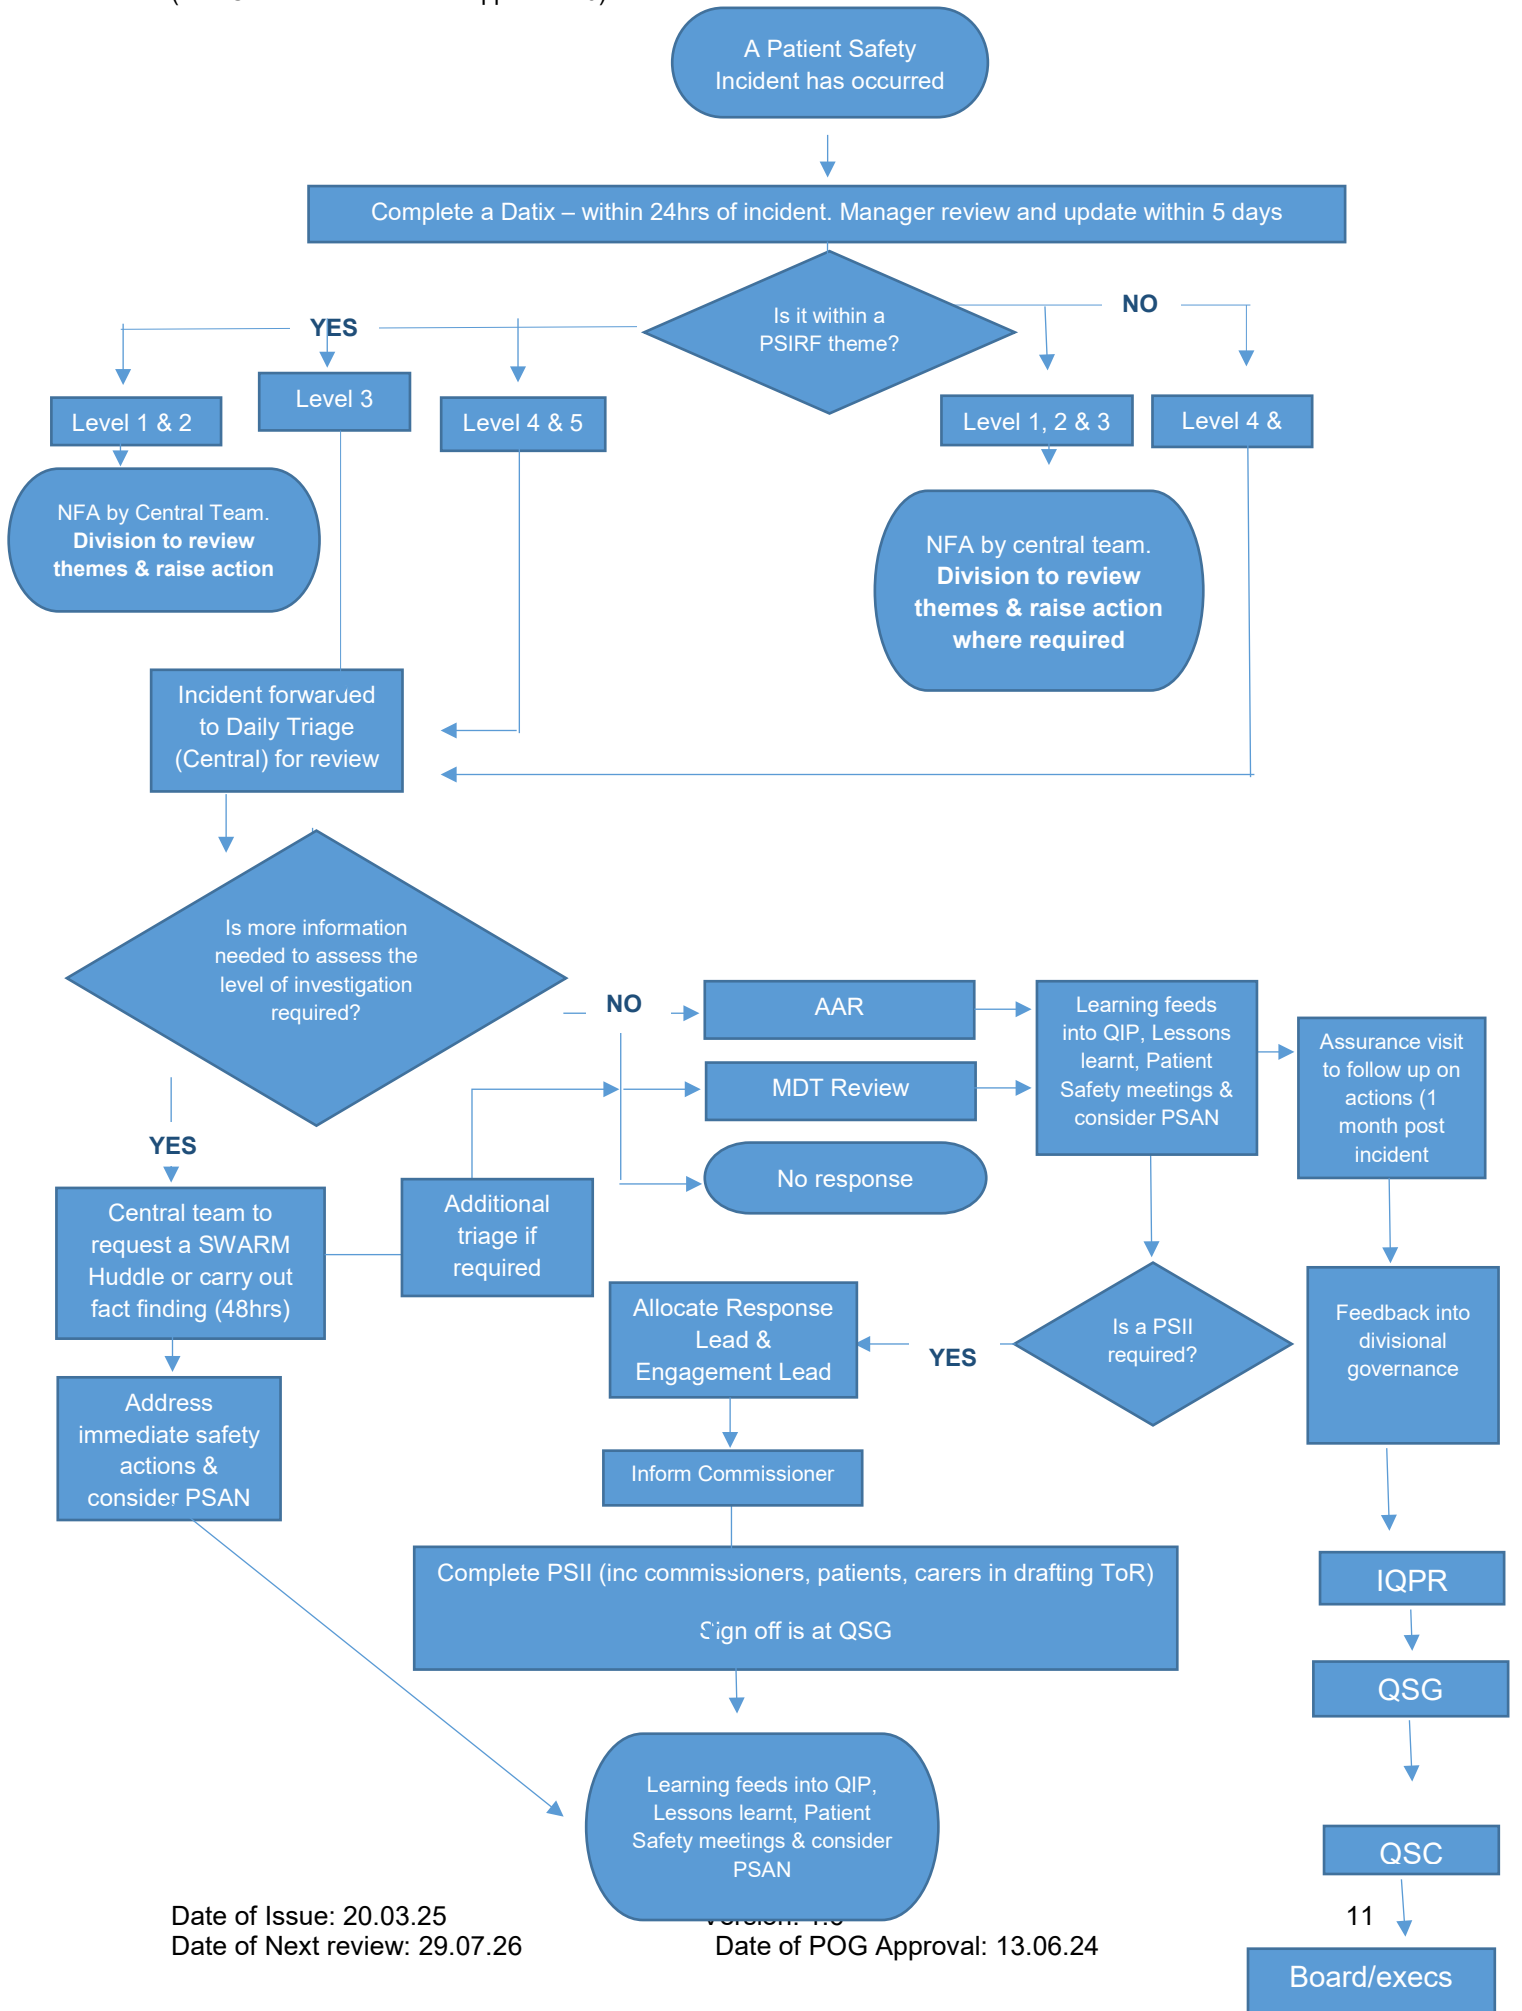 A Patient Safety
Incident has occurred
Complete a Datix – within 24hrs of incident. Manager review and update within 5 days
Is it within a
PSIRF theme?
YES
NO
Level 1 & 2
Level 3
Level 4 & 5
Level 1, 2 & 3
Level 4 &
NFA by Central Team.
Division to review
themes & raise action
NFA by central team.
Division to review
themes & raise action
where required
Incident forwarded
to Daily Triage
(Central) for review
Is more information
needed to assess the
level of investigation
required?
NO
YES
AAR
MDT Review
No response
Learning feeds
into QIP, Lessons
learnt, Patient
Safety meetings &
consider PSAN
Assurance visit
to follow up on
actions (1
month post
incident
Central team to
request a SWARM
Huddle or carry out
fact finding (48hrs)
Additional
triage if
required
Allocate Response
Lead &
Engagement Lead
YES
Is a PSII
required?
Feedback into
divisional
governance
Address
immediate safety
actions &
consider PSAN
Inform Commissioner
Complete PSII (inc commissioners, patients, carers in drafting ToR)
Sign off is at QSG
IQPR
QSG
QSC
Board/execs
Learning feeds into QIP,
Lessons learnt, Patient
Safety meetings & consider
PSAN
Date of Issue: 20.03.25
11
Date of Next review: 29.07.26
Date of POG Approval: 13.06.24